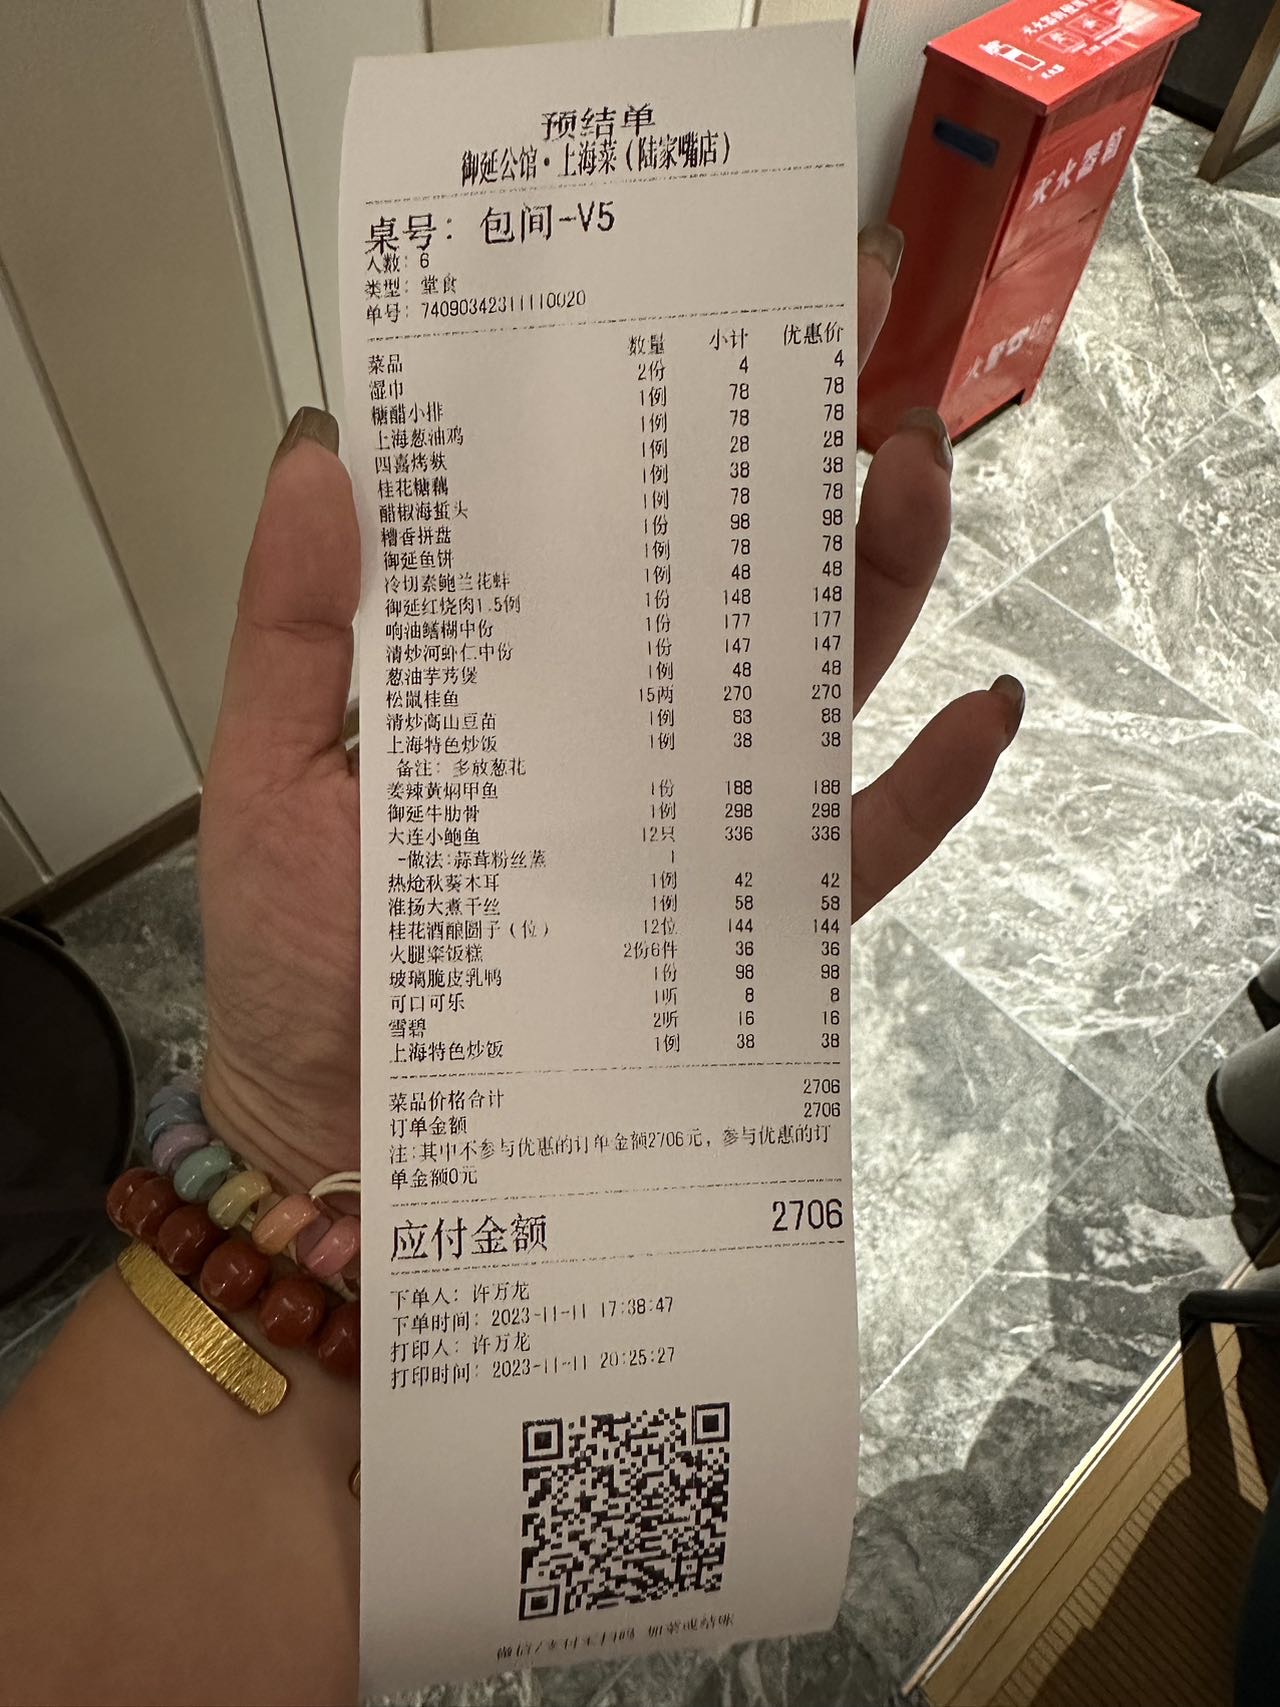 预结单
御延公馆·上海菜(陆家嘴店)
桌号: 包间-V5
人数: 6
类型: 堂食
单号: 74090342311110020
菜品 数量 小计 优惠价
湿巾 2份 4 4
糖醋小排 1例 78 78
上海葱油鸡 1例 78 78
四喜烤麸 1例 28 28
桂花糖藕 1例 38 38
醋椒海蜇头 1例 78 78
糟香拼盘 1份 98 98
御延鱼饼 1例 78 78
冷切素鲍兰花蚌 1例 48 48
御延红烧肉1.5例 1份 148 148
响油鳝糊中份 1份 177 177
清炒河虾仁中份 1份 147 147
葱油芋艿煲 1例 48 48
松鼠桂鱼 15两 270 270
清炒高山豆苗 1例 88 88
上海特色炒饭 1例 38 38
备注: 多放葱花
姜辣黄焖甲鱼 1份 188 188
御延牛肋骨 1例 298 298
大连小鲍鱼 12只 336 336
-做法:蒜茸粉丝蒸 1
热炝秋葵木耳 1例 42 42
淮扬大煮干丝 1例 58 58
桂花酒酿圆子(位) 12位 144 144
火腿粢饭糕 2份6件 36 36
玻璃脆皮乳鸭 1份 98 98
可口可乐 1听 8 8
雪碧 2听 16 16
上海特色炒饭 1例 38 38
菜品价格合计 2706
订单金额 2706
注:其中不参与优惠的订单金额2706元，参与优惠的订
单金额0元
应付金额 2706
下单人: 许万龙
下单时间: 2023-11-11 17:38:47
打印人: 许万龙
打印时间: 2023-11-11 20:25:27
灭火器箱